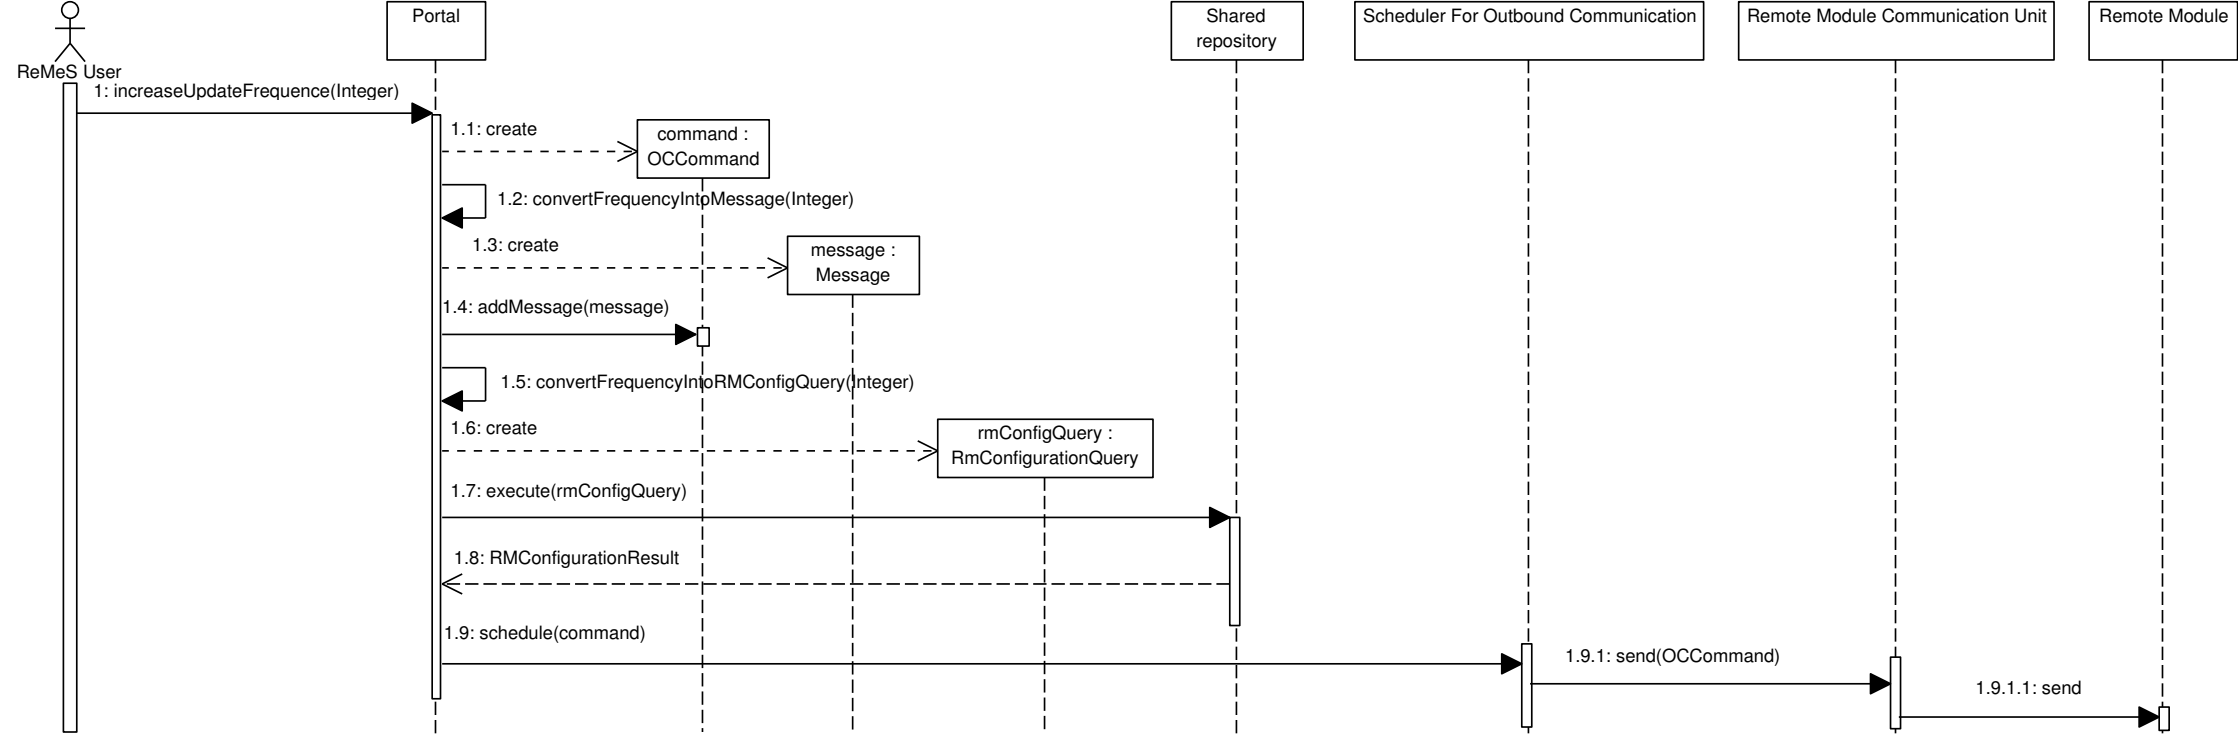 Portal
Shared
repository
Scheduler For Outbound Communication
Remote Module Communication Unit
Remote Module
ReMeS User
1: increaseUpdateFrequence(Integer)
1.1: create
command :
OCCommand
1.2: convertFrequencyIntoMessage(Integer)
1.3: create
message :
Message
1.4: addMessage(message)
1.5: convertFrequencyIntoRMConfigQuery(Integer)
1.6: create
rmConfigQuery :
RmConfigurationQuery
1.7: execute(rmConfigQuery)
1.8: RMConfigurationResult
1.9: schedule(command)
1.9.1: send(OCCommand)
1.9.1.1: send